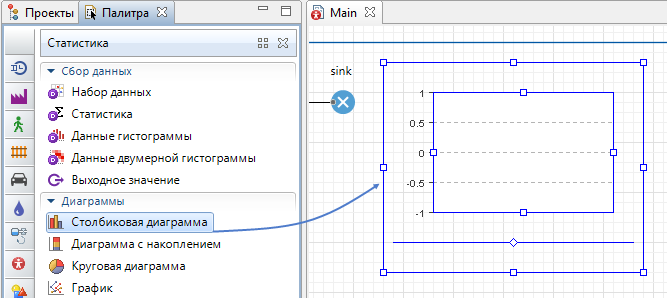 Проекты
Палитра
Main
Статистика
Сбор данных
Набор данных
Статистика
Данные гистограммы
Данные двумерной гистограммы
Выходное значение
Диаграммы
Столбиковая диаграмма
Диаграмма с накоплением
Круговая диаграмма
График
sink
1
0.5
0
-0.5
-1